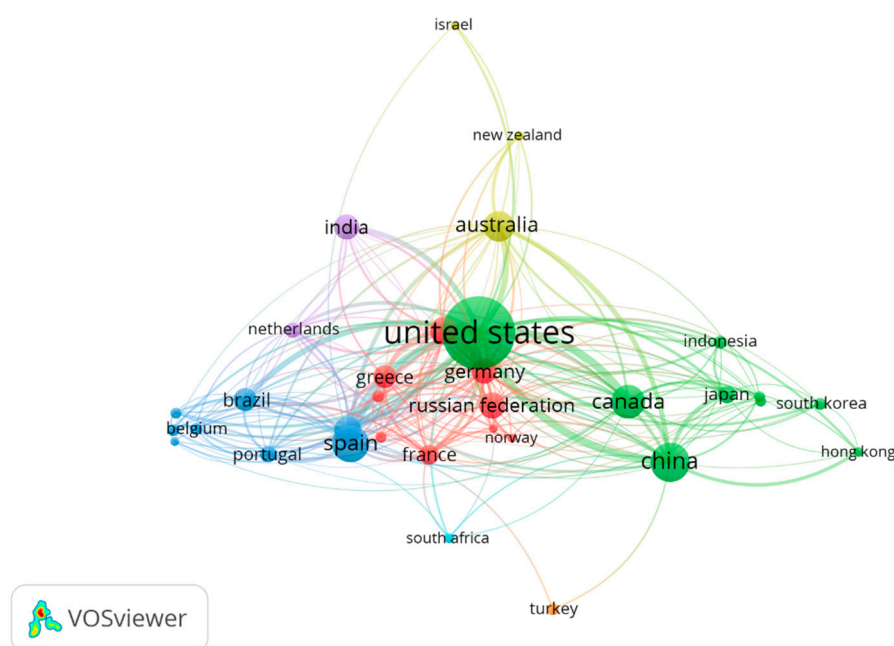 israel
new zealand
india
australia
netherlands
united states
indonesia
greece
germany
brazil
russian federation
canada
japan
south korea
belgium
spain
norway
portugal
france
china
hong kong
south africa
turkey
VOSviewer